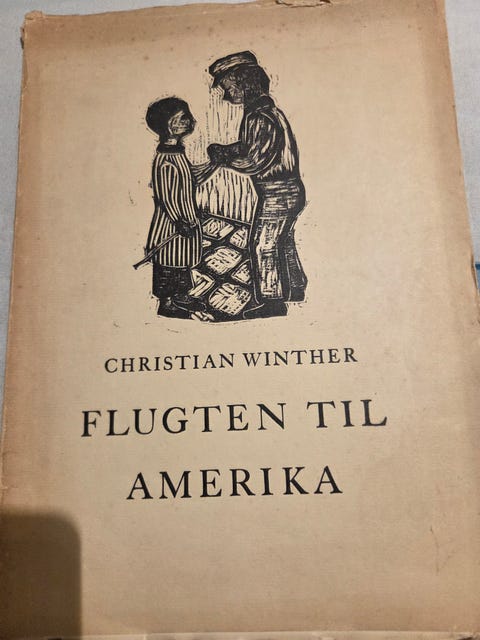 CHRISTIAN WINTHER
FLUGTEN TIL
AMERIKA